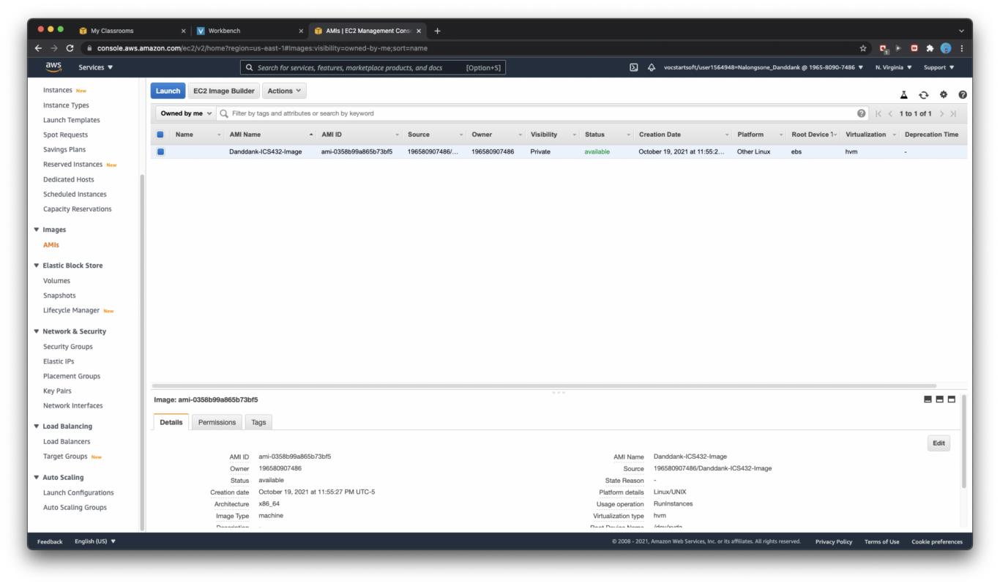 My Classrooms
Workbench
AMIs | EC2 Management Cons
console.aws.amazon.com/ec2/v2/home?region=us-east-1#Images:visibility=owned-by-me;sort=name
aws Services Search for services, features, marketplace products, and docs [Option+S] vocstartsoft/user1564948=Nalongsone_Danddank @ 1965-8090-7486 N. Virginia Support
Instances New
Instance Types
Launch Templates
Spot Requests
Savings Plans
Reserved Instances New
Dedicated Hosts
Scheduled Instances
Capacity Reservations
Images
AMIs
Elastic Block Store
Volumes
Snapshots
Lifecycle Manager New
Network & Security
Security Groups
Elastic IPs
Placement Groups
Key Pairs
Network Interfaces
Load Balancing
Load Balancers
Target Groups New
Auto Scaling
Launch Configurations
Auto Scaling Groups
Launch EC2 Image Builder Actions
Owned by me Filter by tags and attributes or search by keyword 1 to 1 of 1
Name AMI Name AMI ID Source Owner Visibility Status Creation Date Platform Root Device Virtualization Deprecation Time
Danddank-ICS432-Image ami-0358b99a865b73bf5 196580907486/... 196580907486 Private available October 19, 2021 at 11:55:2... Other Linux ebs hvm -
Image: ami-0358b99a865b73bf5
Details Permissions Tags
Edit
AMI ID ami-0358b99a865b73bf5 AMI Name Danddank-ICS432-Image
Owner 196580907486 Source 196580907486/Danddank-ICS432-Image
Status available State Reason -
Creation date October 19, 2021 at 11:55:27 PM UTC-5 Platform details Linux/UNIX
Architecture x86_64 Usage operation RunInstances
Image Type machine Virtualization type hvm
Description - Root Device Name /dev/xvda
Feedback English (US) © 2008 - 2021, Amazon Web Services, Inc. or its affiliates. All rights reserved. Privacy Policy Terms of Use Cookie preferences